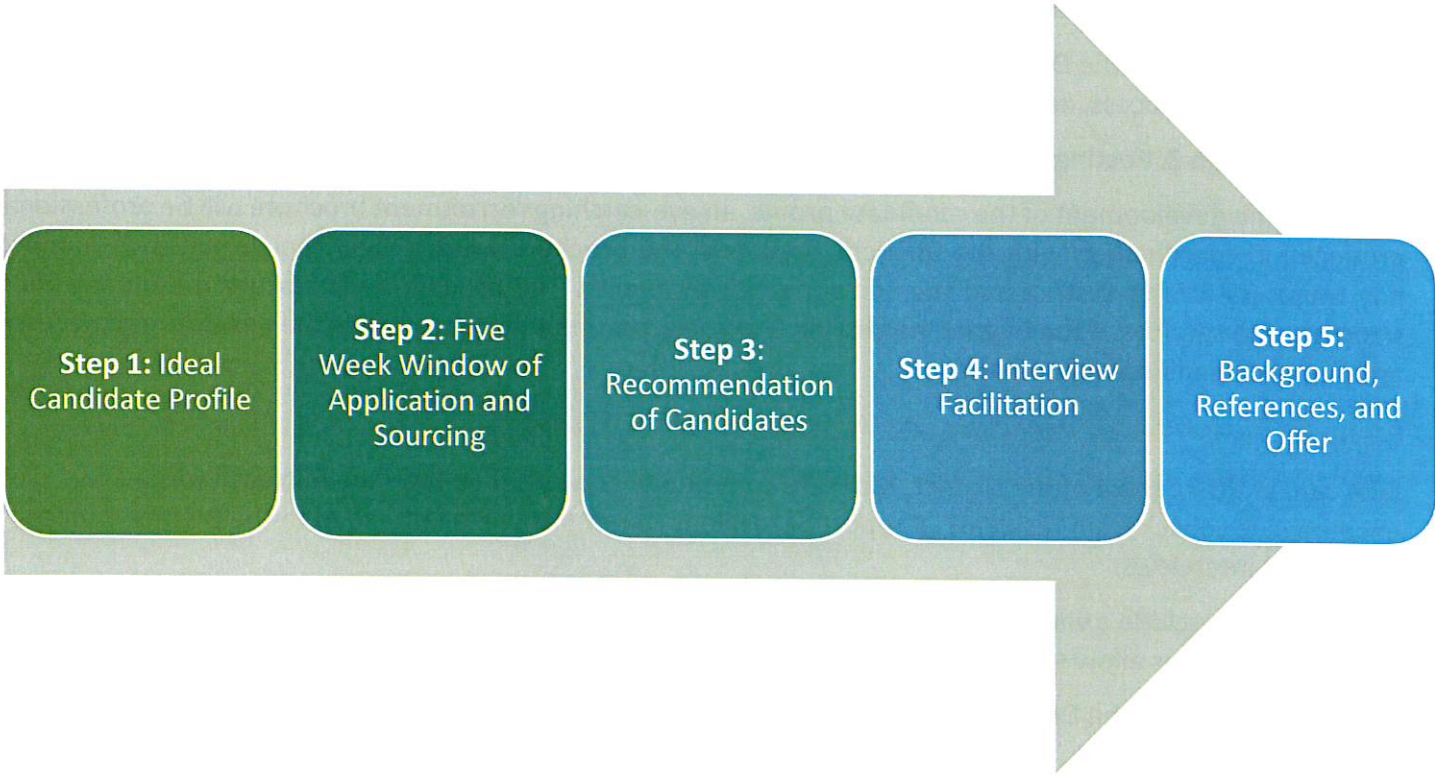 Step 1: Ideal
Candidate Profile
Step 2: Five
Week Window of
Application and
Sourcing
Step 3:
Recommendation
of Candidates
Step 4: Interview
Facilitation
Step 5:
Background,
References, and
Offer